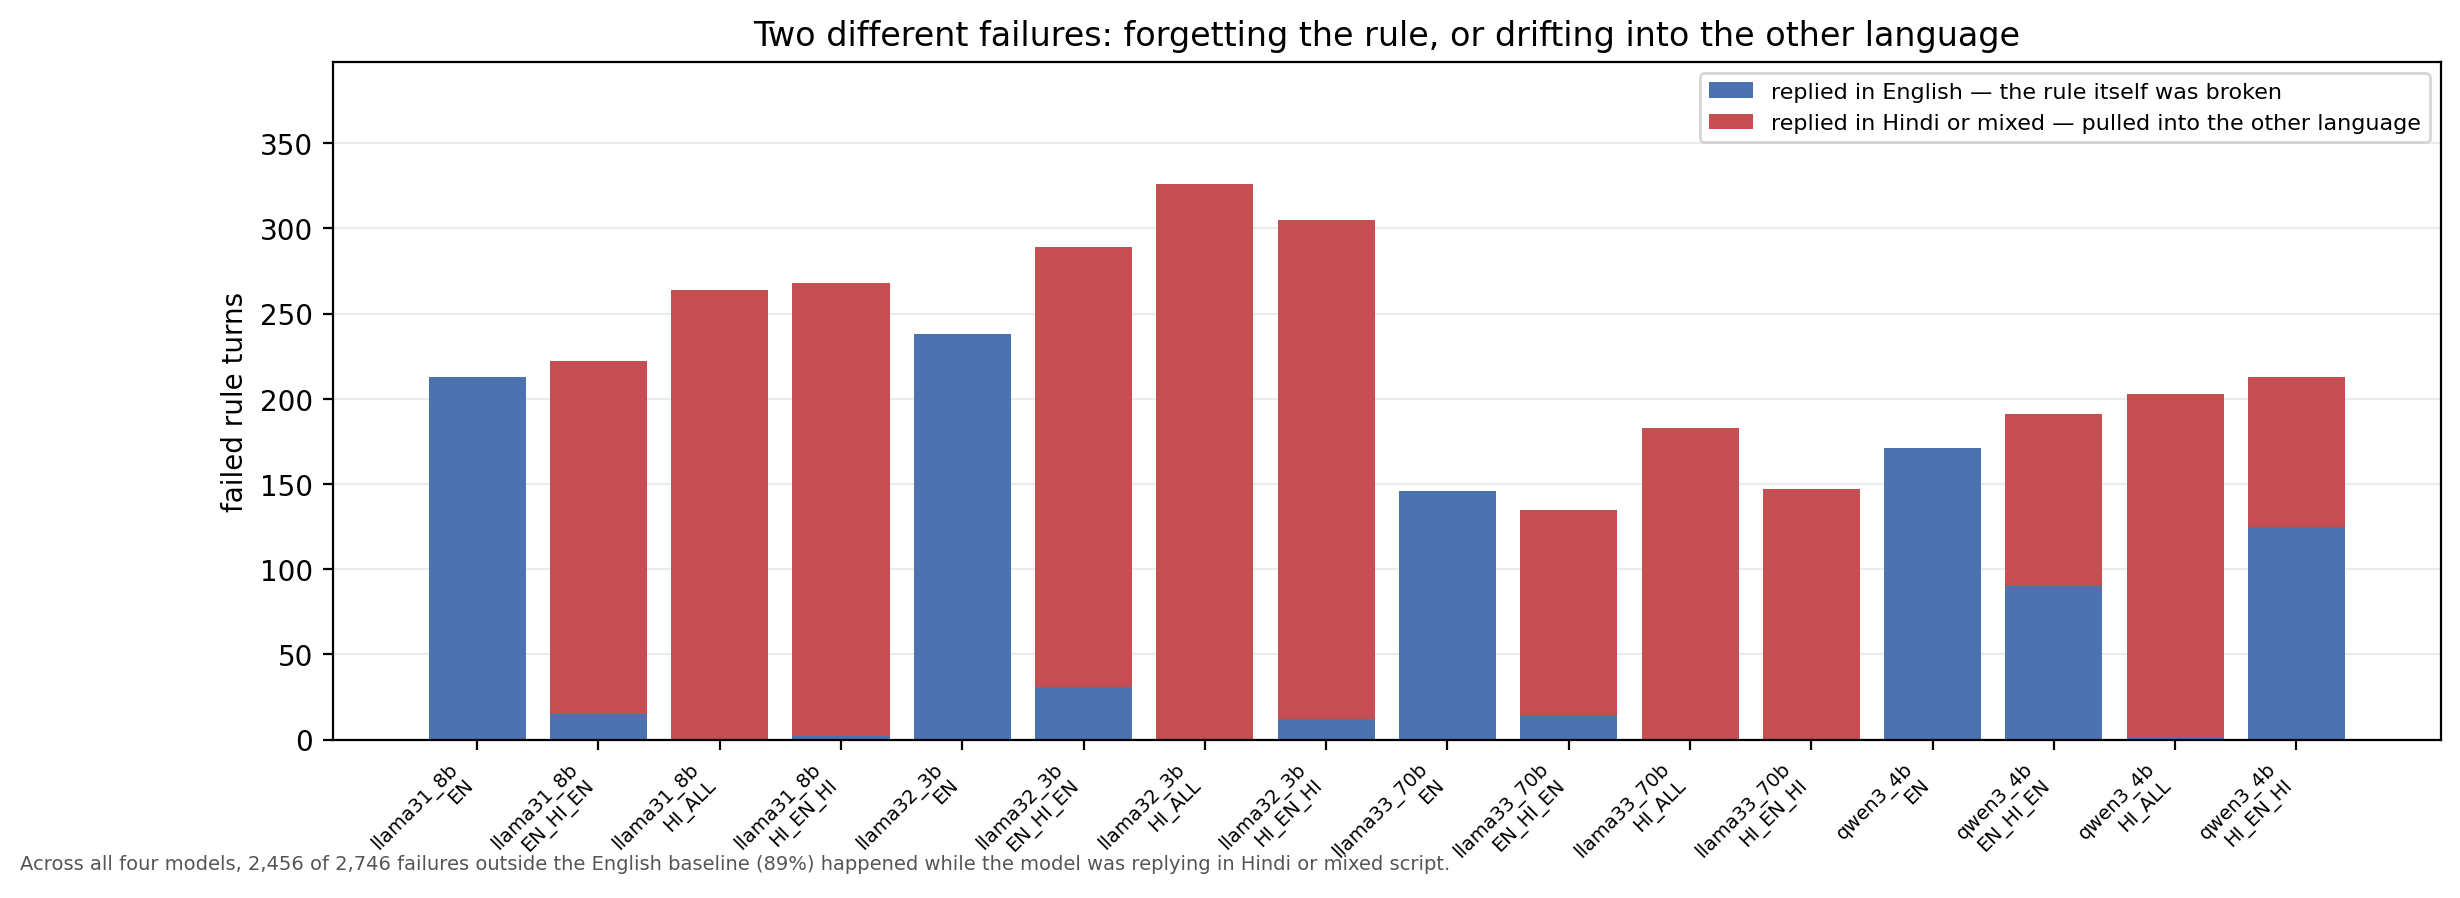 Two different failures: forgetting the rule, or drifting into the other language
replied in English — the rule itself was broken
replied in Hindi or mixed — pulled into the other language
failed rule turns
350
300
250
200
150
100
50
0
llama31_8b
EN
llama31_8b
EN_HI_EN
llama31_8b
HI_ALL
llama31_8b
HI_EN_HI
llama32_3b
EN
llama32_3b
EN_HI_EN
llama32_3b
HI_ALL
llama32_3b
HI_EN_HI
llama33_70b
EN
llama33_70b
EN_HI_EN
llama33_70b
HI_ALL
llama33_70b
HI_EN_HI
qwen3_4b
EN
qwen3_4b
EN_HI_EN
qwen3_4b
HI_ALL
qwen3_4b
HI_EN_HI
Across all four models, 2,456 of 2,746 failures outside the English baseline (89%) happened while the model was replying in Hindi or mixed script.